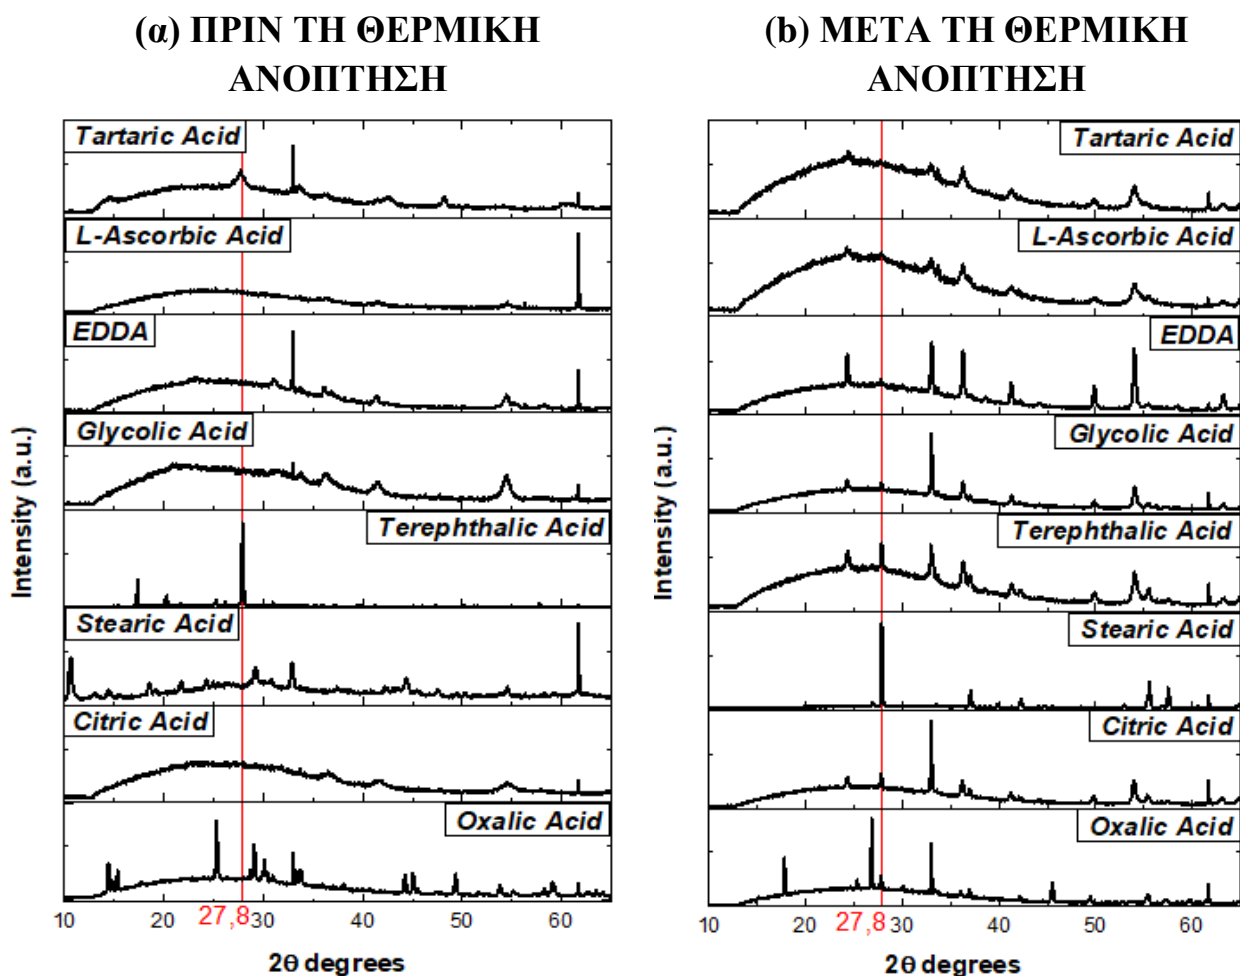 (α) ΠΡΙΝ ΤΗ ΘΕΡΜΙΚΗ
ΑΝΟΠΤΗΣΗ
Tartaric Acid
L-Ascorbic Acid
EDDA
Glycolic Acid
Terephthalic Acid
Stearic Acid
Citric Acid
Oxalic Acid
Intensity (a.u.)
10 20 27,8 30 40 50 60
2θ degrees
(b) ΜΕΤΑ ΤΗ ΘΕΡΜΙΚΗ
ΑΝΟΠΤΗΣΗ
Tartaric Acid
L-Ascorbic Acid
EDDA
Glycolic Acid
Terephthalic Acid
Stearic Acid
Citric Acid
Oxalic Acid
Intensity (a.u.)
10 20 27,8 30 40 50 60
2θ degrees